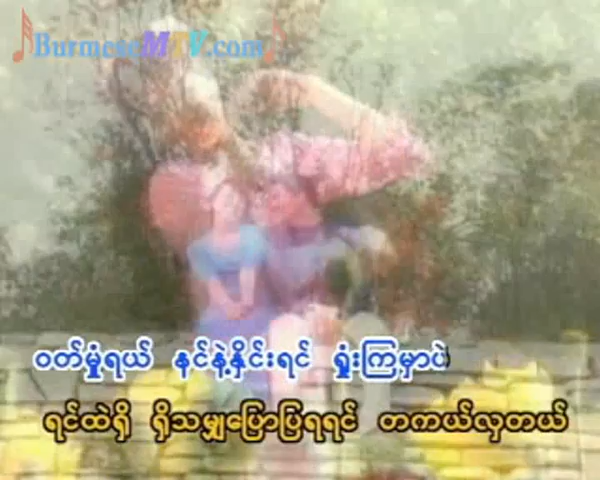 BurmeseMTV.com
ဝတ်မှုံရယ် နင်နဲ့နှိုင်းရင် ရှုံးကြမှာပဲ
ရင်ထဲရှိ ရှိသမျှပြောပြရရင် တကယ်လှတယ်